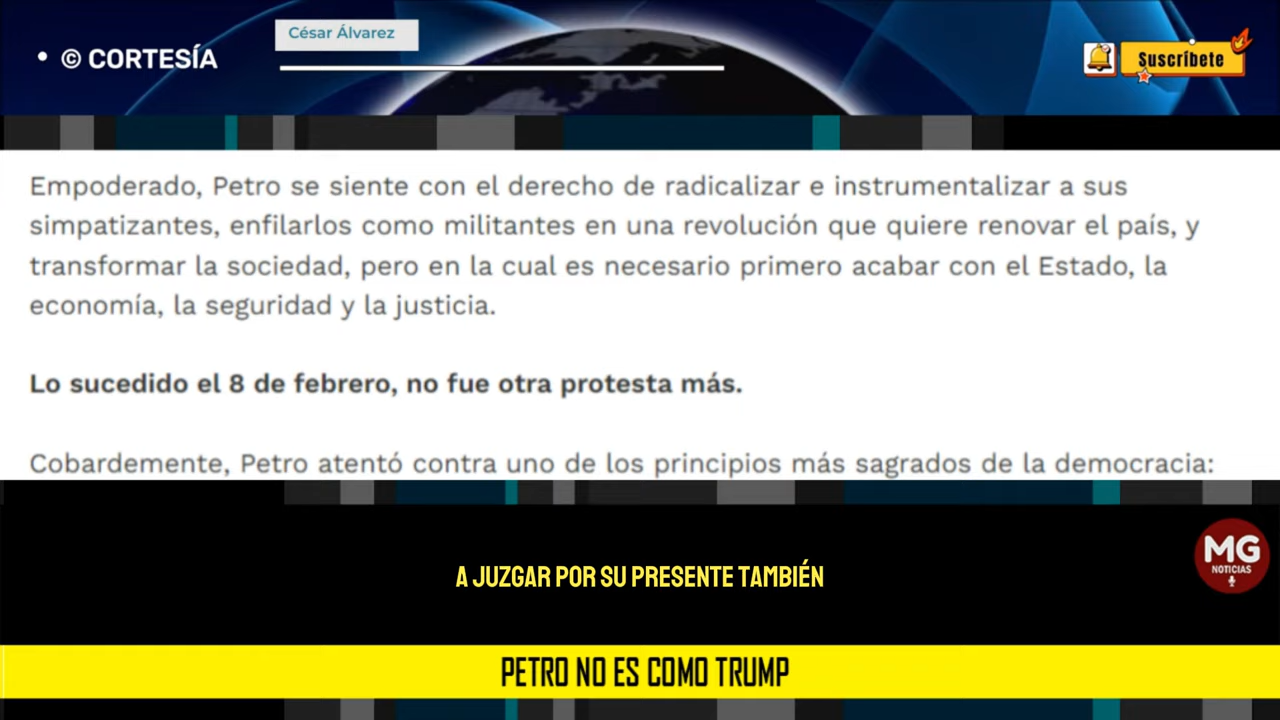 César Álvarez
• © CORTESÍA
Suscríbete
Empoderado, Petro se siente con el derecho de radicalizar e instrumentalizar a sus
simpatizantes, enfilarlos como militantes en una revolución que quiere renovar el país, y
transformar la sociedad, pero en la cual es necesario primero acabar con el Estado, la
economía, la seguridad y la justicia.
Lo sucedido el 8 de febrero, no fue otra protesta más.
Cobardemente, Petro atentó contra uno de los principios más sagrados de la democracia:
MG
NOTICIAS
A JUZGAR POR SU PRESENTE TAMBIÉN
PETRO NO ES COMO TRUMP